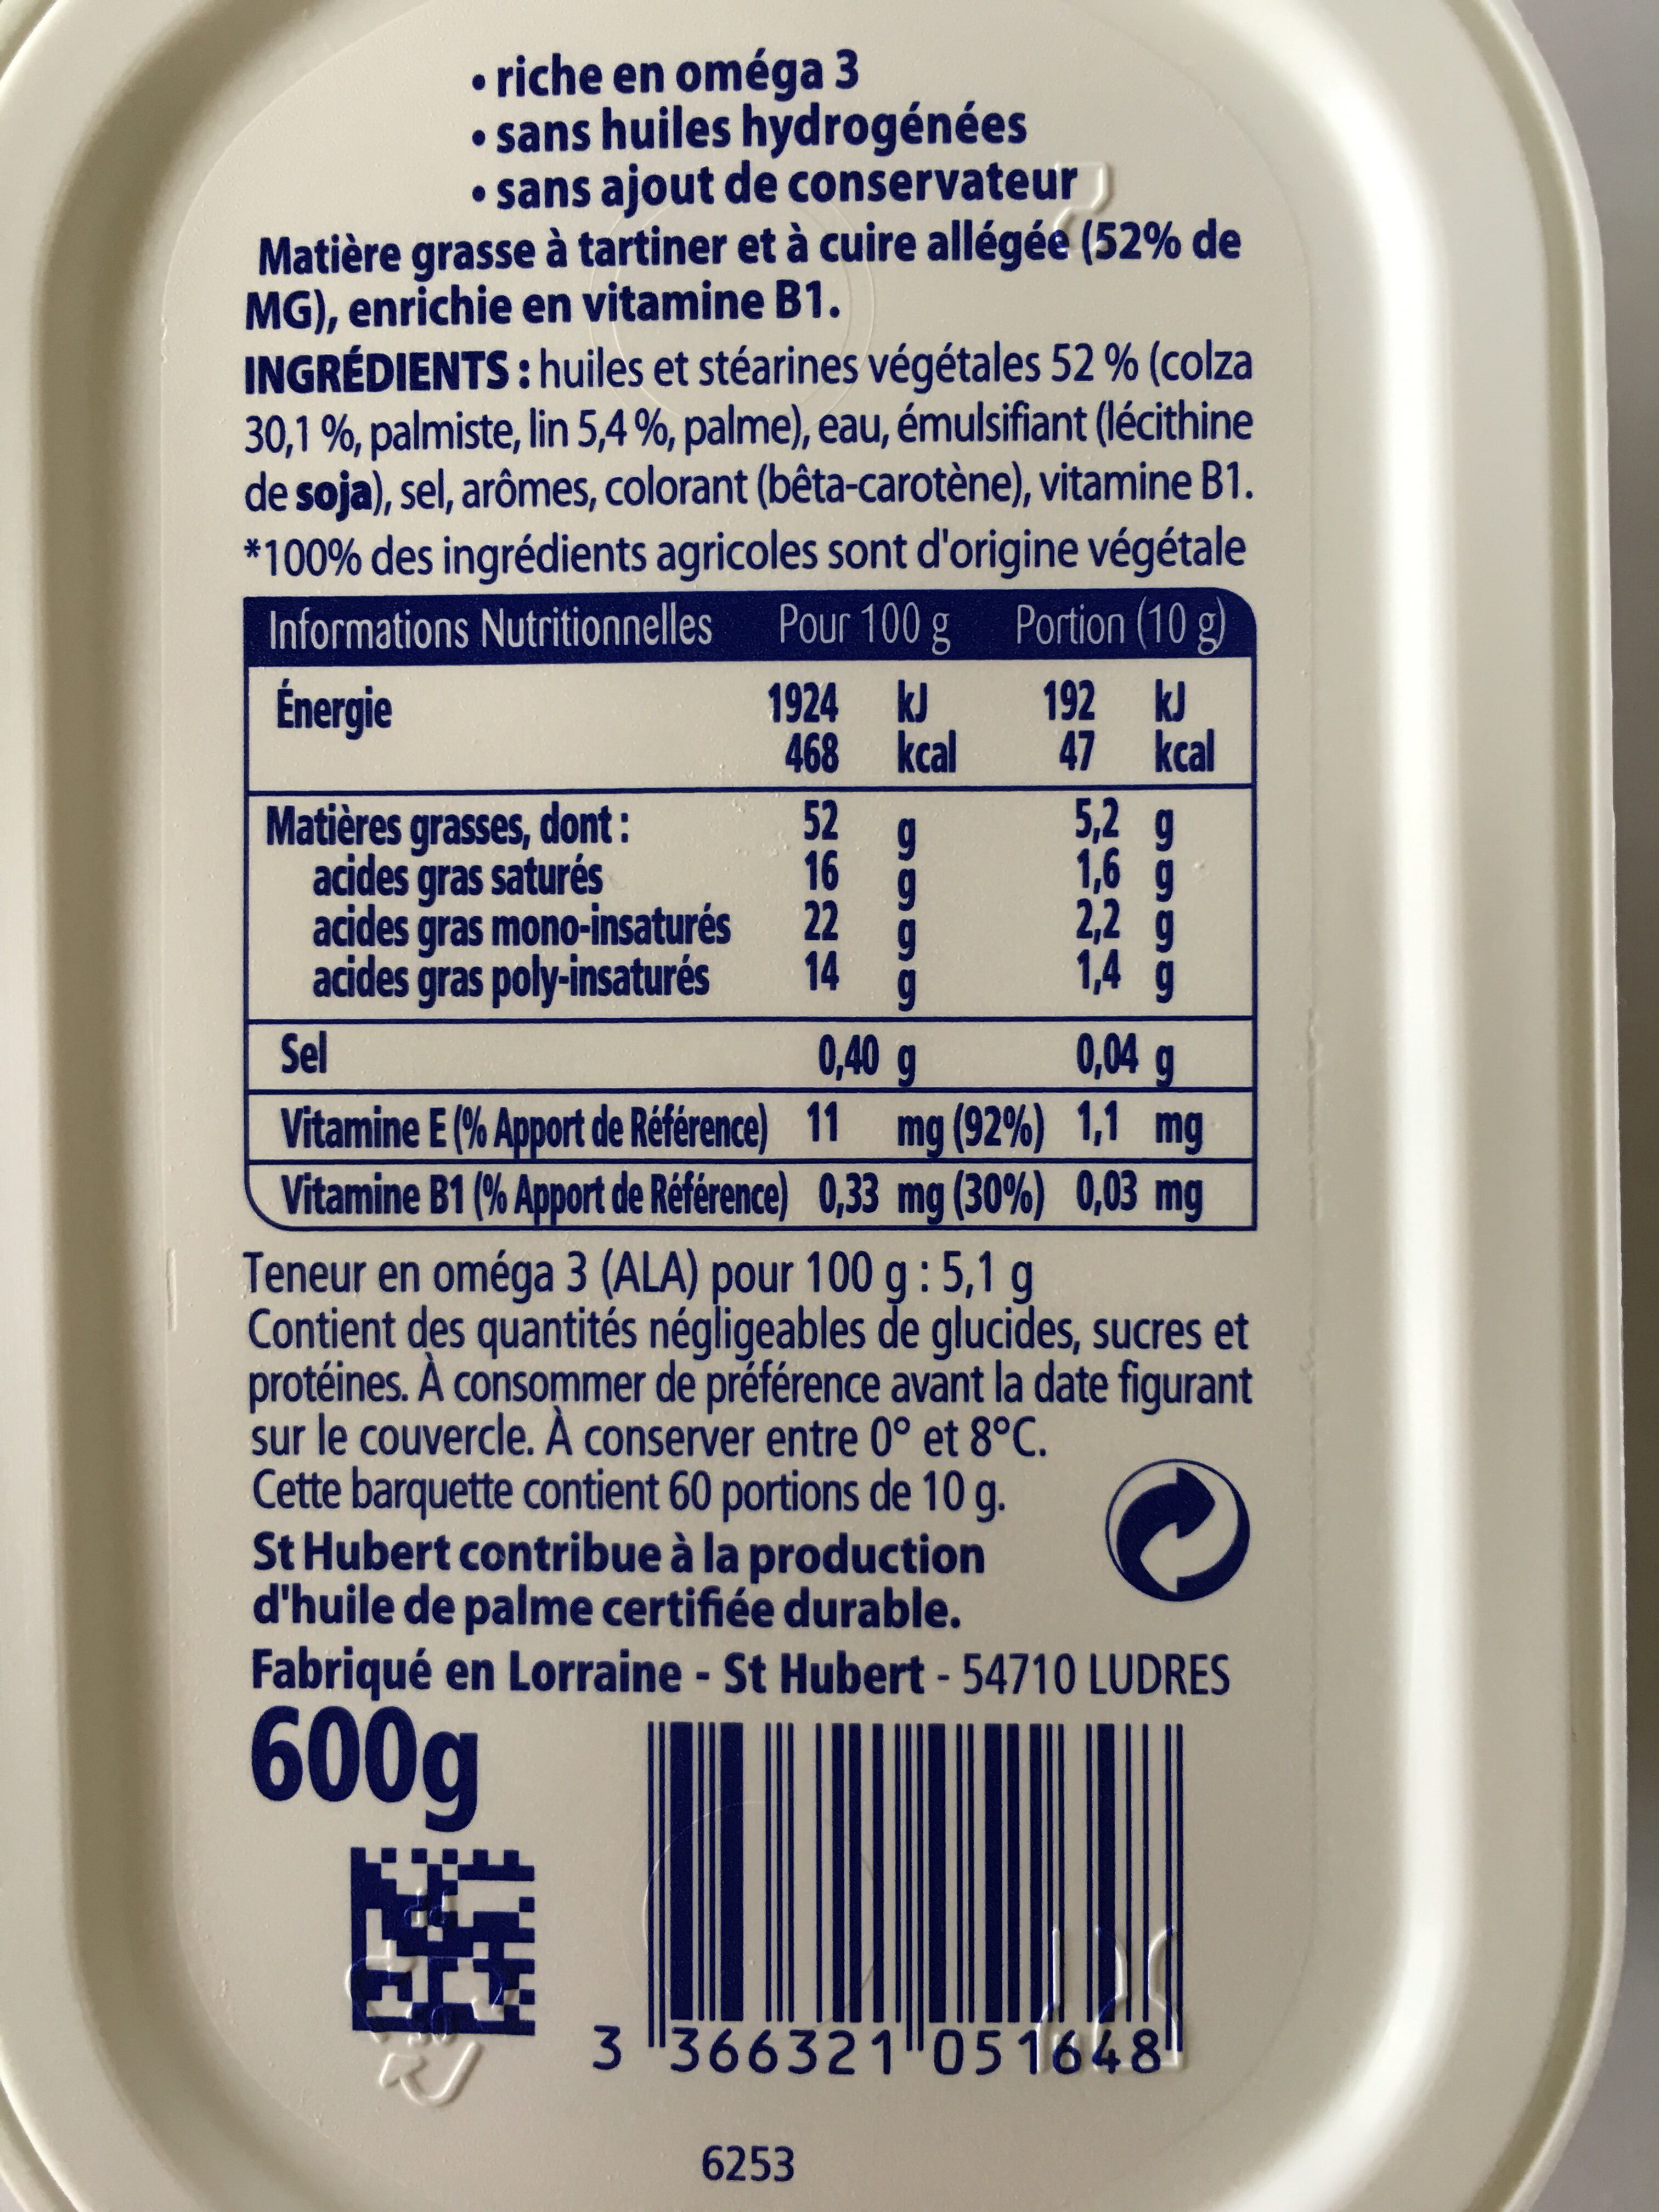 • riche en oméga 3
• sans huiles hydrogénées
• sans ajout de conservateur
Matière grasse à tartiner et à cuire allégée (52% de
MG), enrichie en vitamine B1.
INGRÉDIENTS : huiles et stéarines végétales 52 % (colza
30,1 %, palmiste, lin 5,4 %, palme), eau, émulsifiant (lécithine
de soja), sel, arômes, colorant (bêta-carotène), vitamine B1.
*100% des ingrédients agricoles sont d'origine végétale
Informations Nutritionnelles Pour 100 g Portion (10 g)
Énergie 1924 kJ 192 kJ
468 kcal 47 kcal
Matières grasses, dont : 52 g 5,2 g
acides gras saturés 16 g 1,6 g
acides gras mono-insaturés 22 g 2,2 g
acides gras poly-insaturés 14 g 1,4 g
Sel 0,40 g 0,04 g
Vitamine E (% Apport de Référence) 11 mg (92%) 1,1 mg
Vitamine B1 (% Apport de Référence) 0,33 mg (30%) 0,03 mg
Teneur en oméga 3 (ALA) pour 100 g : 5,1 g
Contient des quantités négligeables de glucides, sucres et
protéines. À consommer de préférence avant la date figurant
sur le couvercle. À conserver entre 0° et 8°C.
Cette barquette contient 60 portions de 10 g.
St Hubert contribue à la production
d'huile de palme certifiée durable.
Fabriqué en Lorraine - St Hubert - 54710 LUDRES
600g
3 366321 051648
6253